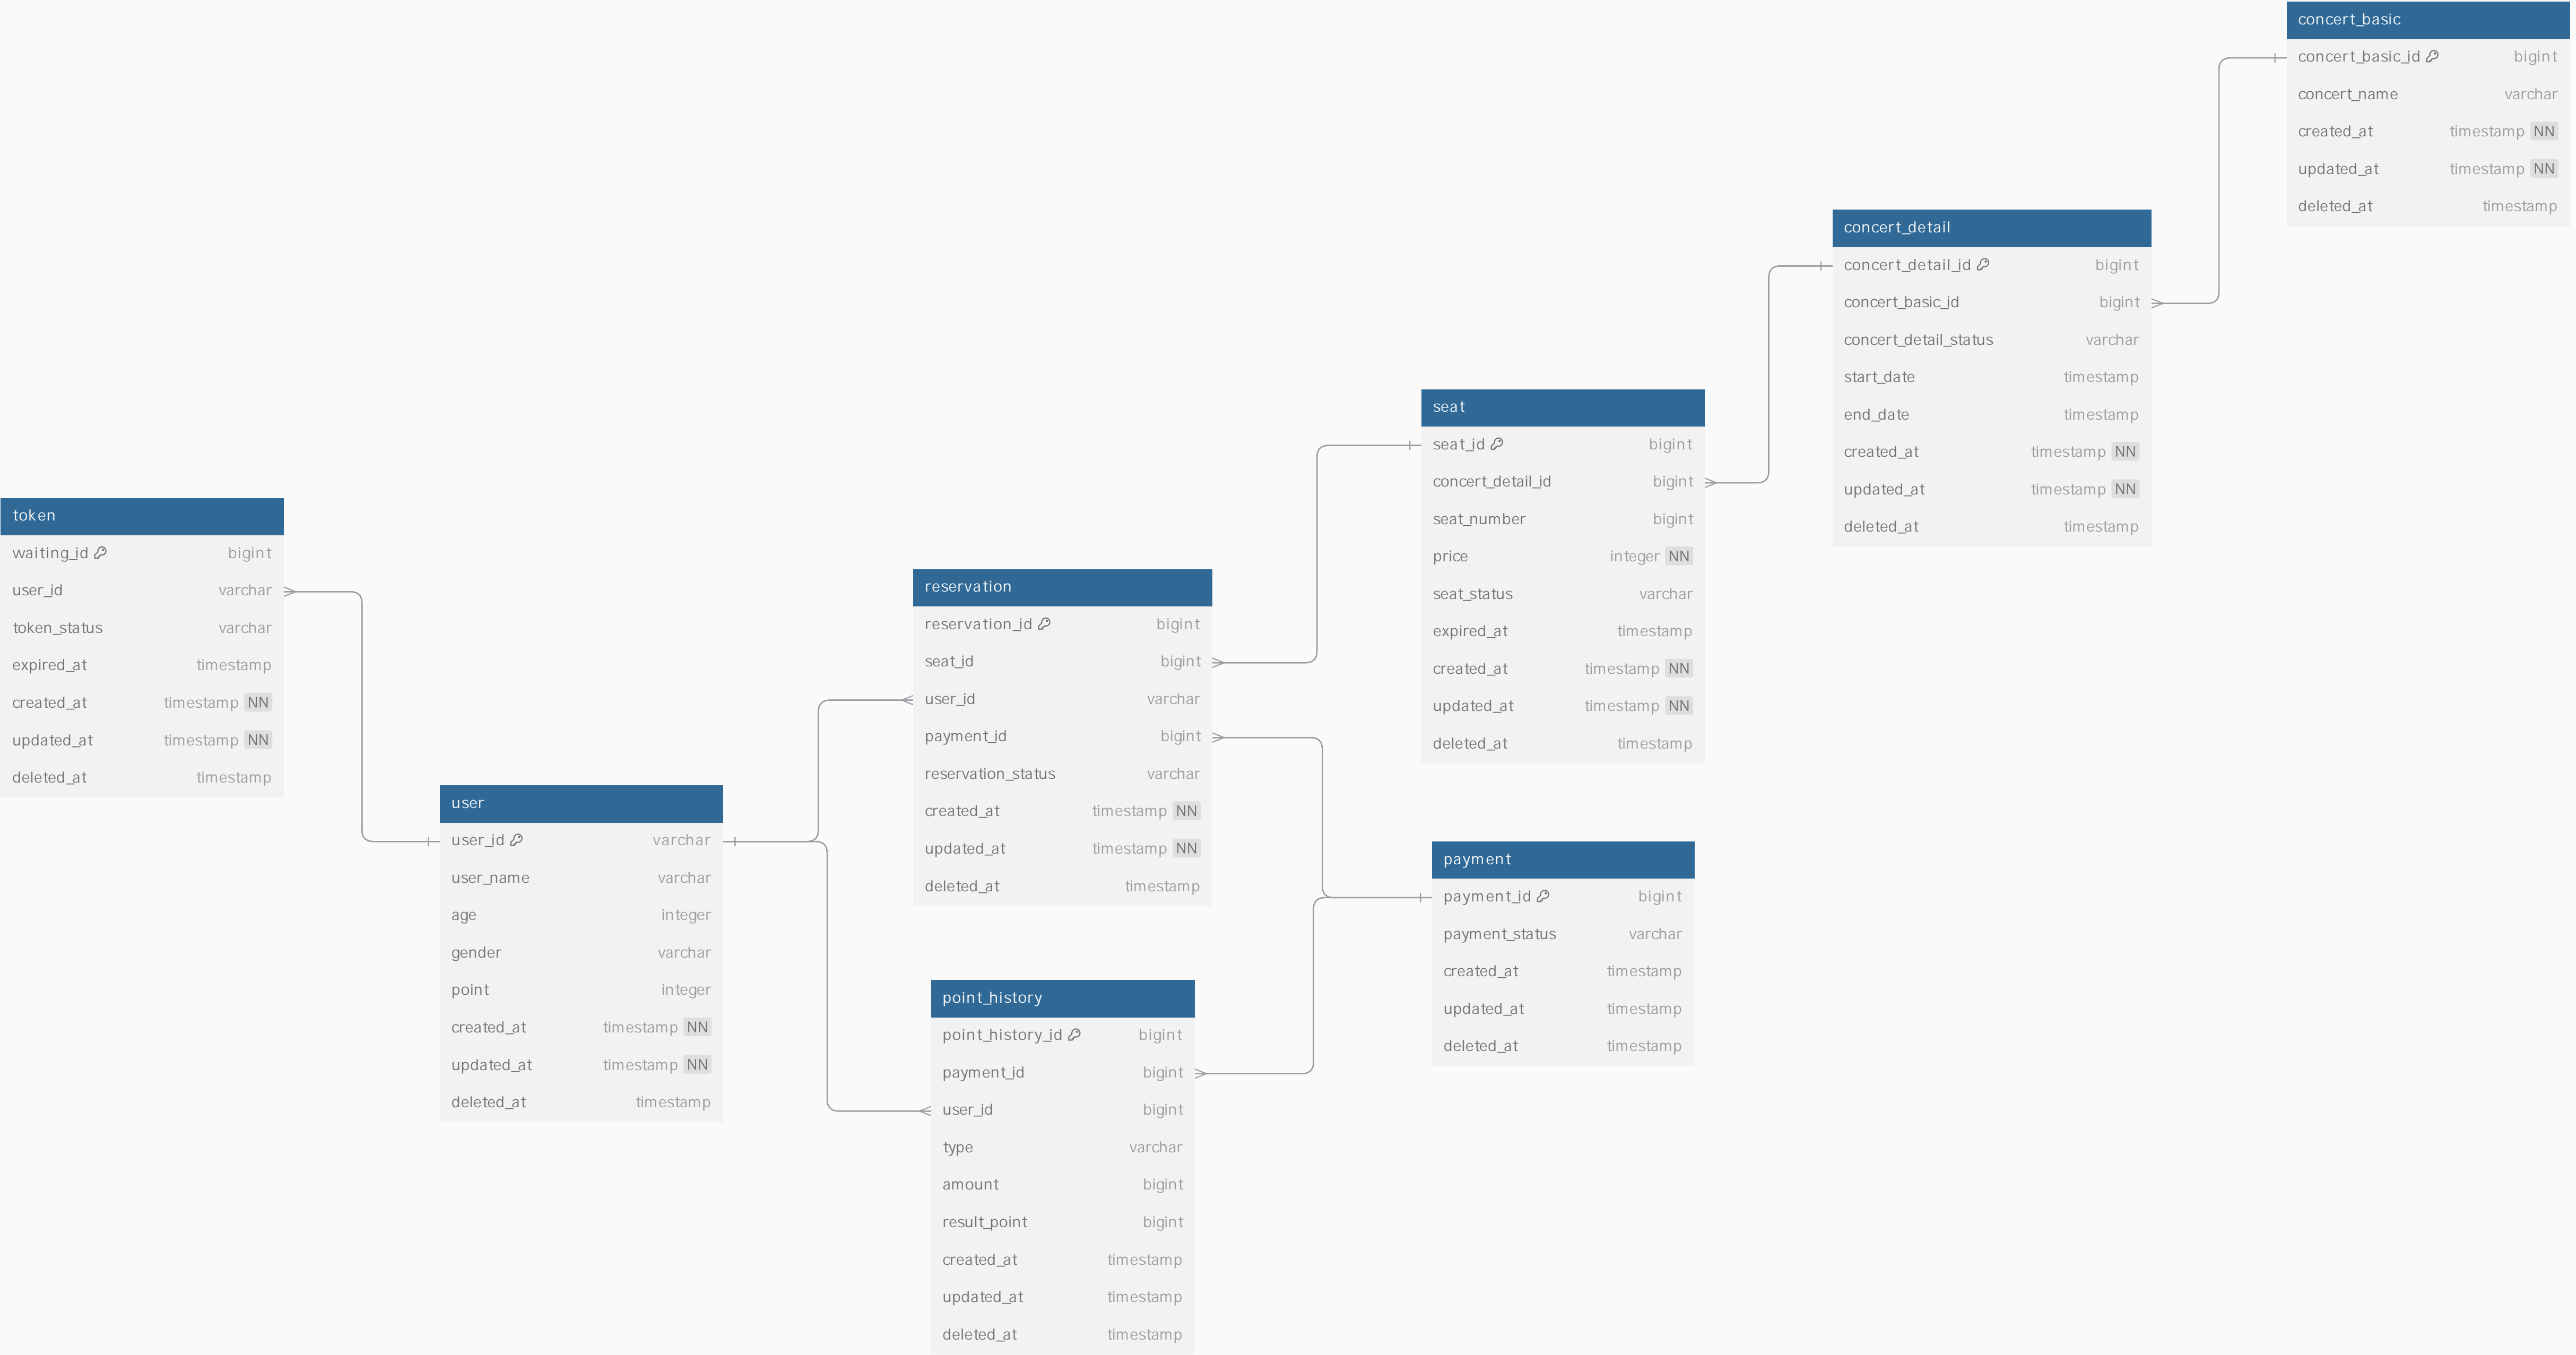 concert_basic
concert_basic_id bigint
concert_name varchar
created_at timestamp NN
updated_at timestamp NN
deleted_at timestamp
concert_detail
concert_detail_id bigint
concert_basic_id bigint
concert_detail_status varchar
start_date timestamp
end_date timestamp
created_at timestamp NN
updated_at timestamp NN
deleted_at timestamp
seat
seat_id bigint
concert_detail_id bigint
seat_number bigint
price integer NN
seat_status varchar
expired_at timestamp
created_at timestamp NN
updated_at timestamp NN
deleted_at timestamp
token
waiting_id bigint
user_id varchar
token_status varchar
expired_at timestamp
created_at timestamp NN
updated_at timestamp NN
deleted_at timestamp
reservation
reservation_id bigint
seat_id bigint
user_id varchar
payment_id bigint
reservation_status varchar
created_at timestamp NN
updated_at timestamp NN
deleted_at timestamp
user
user_id varchar
user_name varchar
age integer
gender varchar
point integer
created_at timestamp NN
updated_at timestamp NN
deleted_at timestamp
payment
payment_id bigint
payment_status varchar
created_at timestamp
updated_at timestamp
deleted_at timestamp
point_history
point_history_id bigint
payment_id bigint
user_id bigint
type varchar
amount bigint
result_point bigint
created_at timestamp
updated_at timestamp
deleted_at timestamp